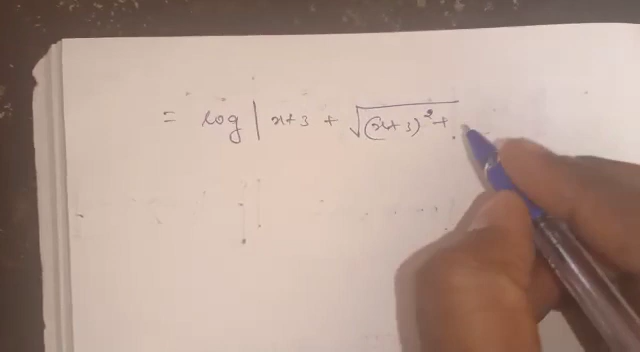 = log | x+3 + √(x+3)² +